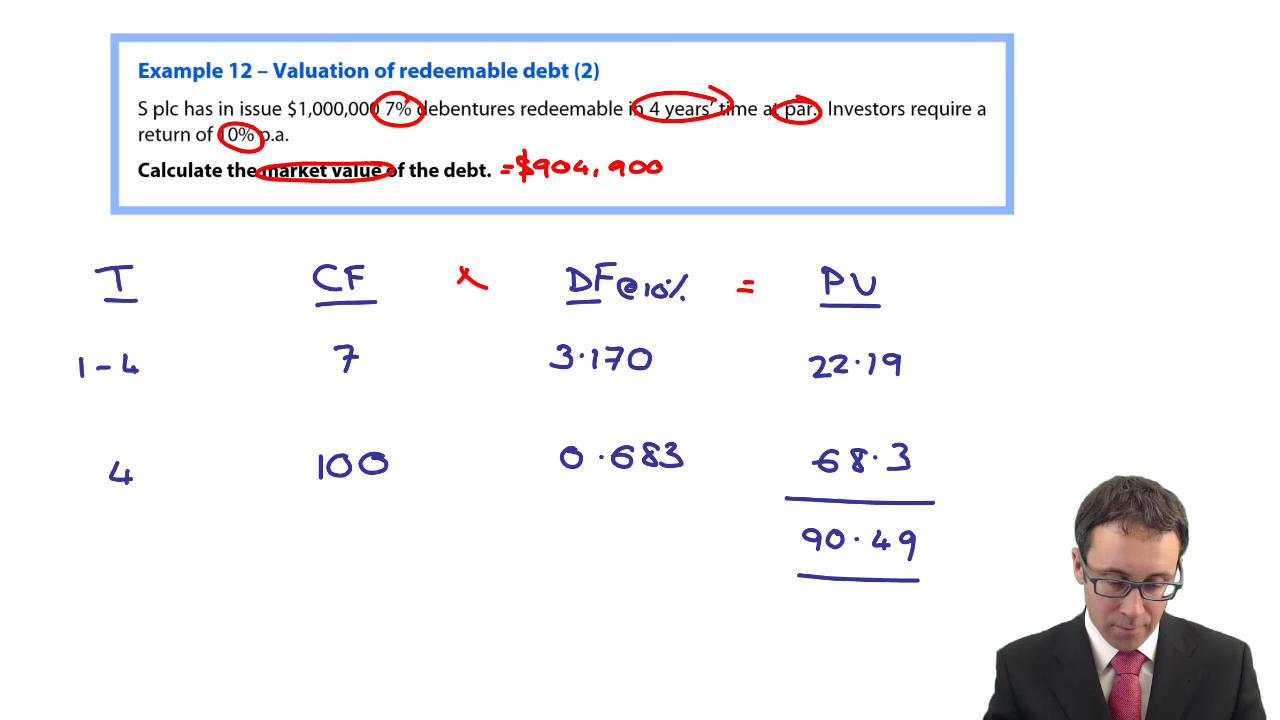 Example 12 – Valuation of redeemable debt (2)
S plc has in issue $1,000,000 7% debentures redeemable in 4 years' time at par. Investors require a
return of 10% p.a.
Calculate the market value of the debt. = $904,900
T CF × DF@10% = PV
1-4 7 3.170 22.19
4 100 0.683 68.3
90.49